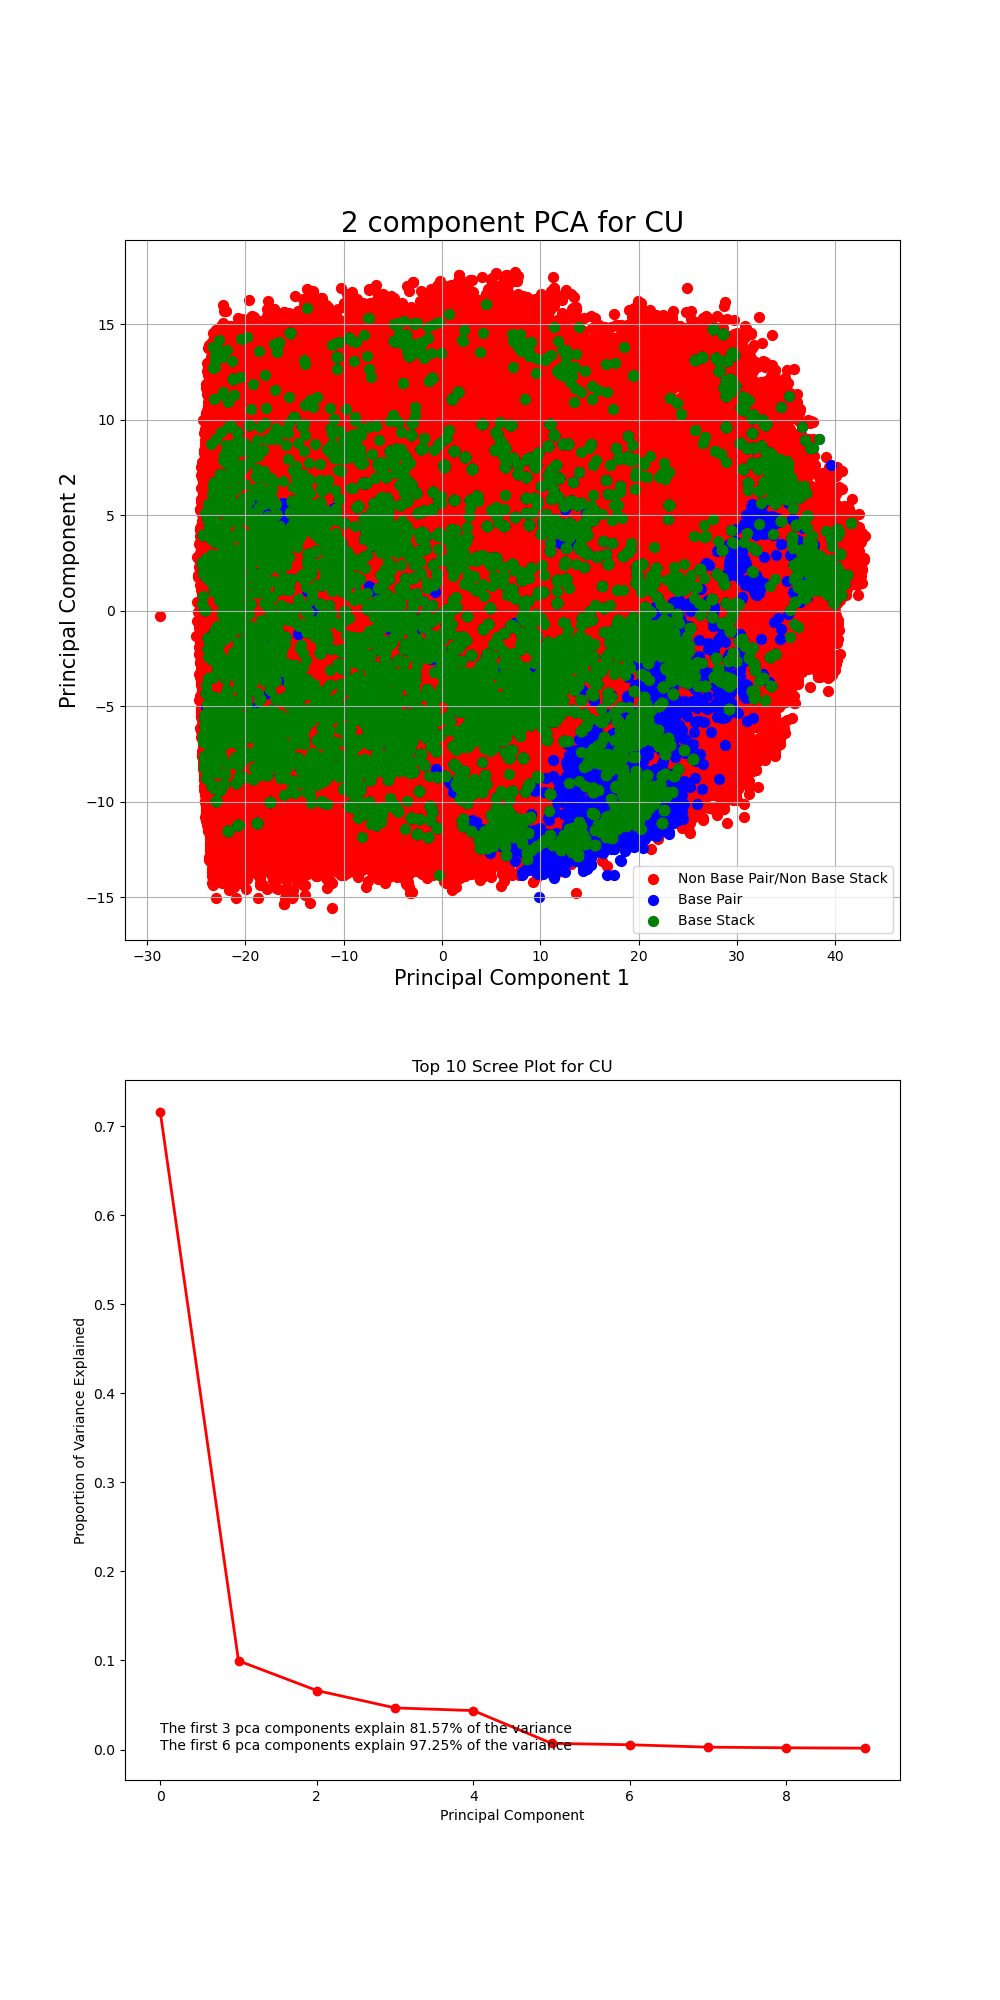 2 component PCA for CU
Principal Component 2
15
10
5
0
−5
−10
−15
Non Base Pair/Non Base Stack
Base Pair
Base Stack
−30
−20
−10
0
10
20
30
40
Principal Component 1
Top 10 Scree Plot for CU
Proportion of Variance Explained
0.7
0.6
0.5
0.4
0.3
0.2
0.1
0.0
The first 3 pca components explain 81.57% of the variance
The first 6 pca components explain 97.25% of the variance
0
2
4
6
8
Principal Component